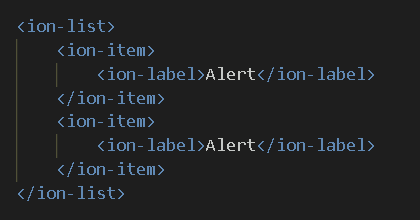 <ion-list>
    <ion-item>
        <ion-label>Alert</ion-label>
    </ion-item>
    <ion-item>
        <ion-label>Alert</ion-label>
    </ion-item>
</ion-list>